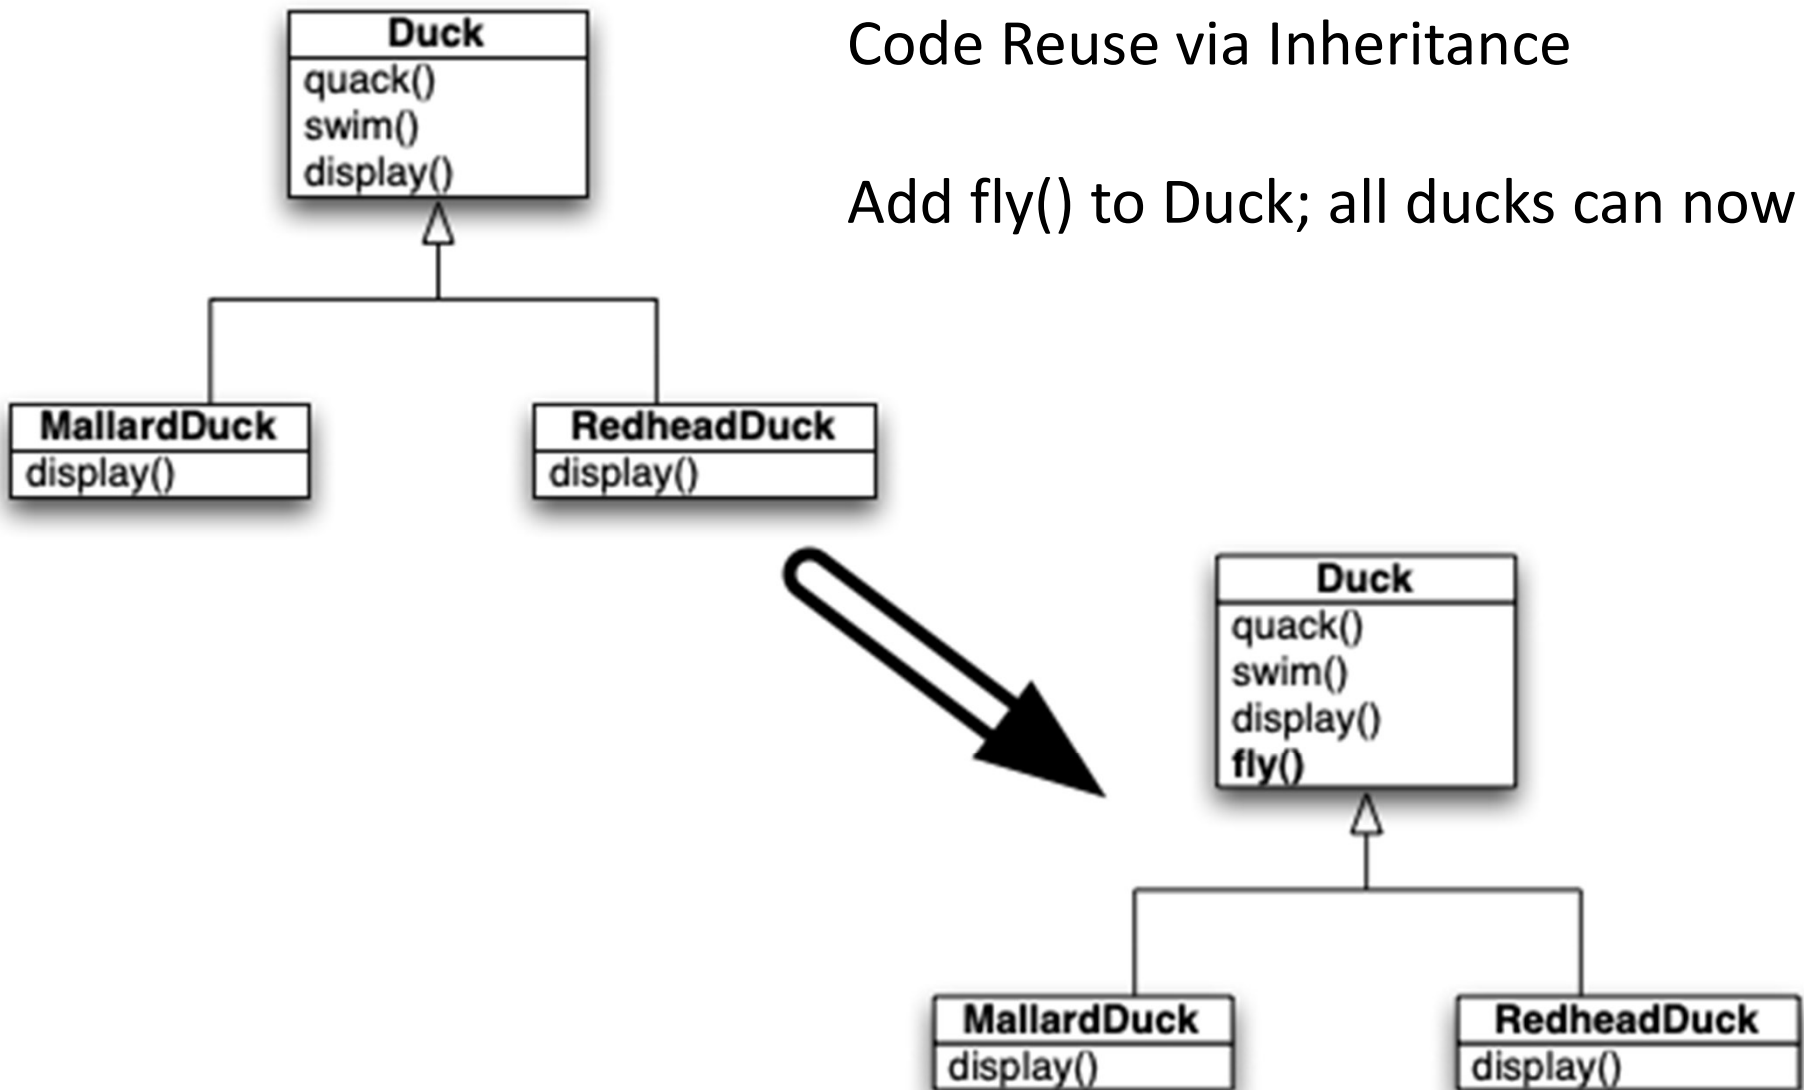 Duck
quack()
swim()
display()
Code Reuse via Inheritance
Add fly() to Duck; all ducks can now
MallardDuck
display()
RedheadDuck
display()
Duck
quack()
swim()
display()
fly()
MallardDuck
display()
RedheadDuck
display()